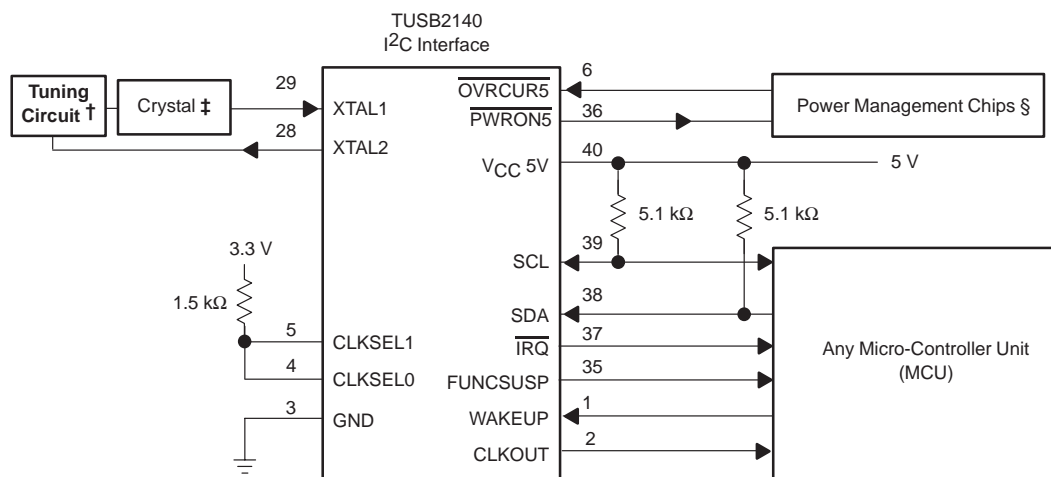 TUSB2140
I2C Interface
Tuning
Circuit †
Crystal ‡
29
XTAL1
28
XTAL2
3.3 V
1.5 kΩ
5
CLKSEL1
4
CLKSEL0
3
GND
OVRCUR5
6
PWRON5
36
Power Management Chips §
VCC 5V
40
5 V
5.1 kΩ
5.1 kΩ
SCL
39
SDA
38
IRQ
37
FUNCSUSP
35
WAKEUP
1
CLKOUT
2
Any Micro-Controller Unit
(MCU)